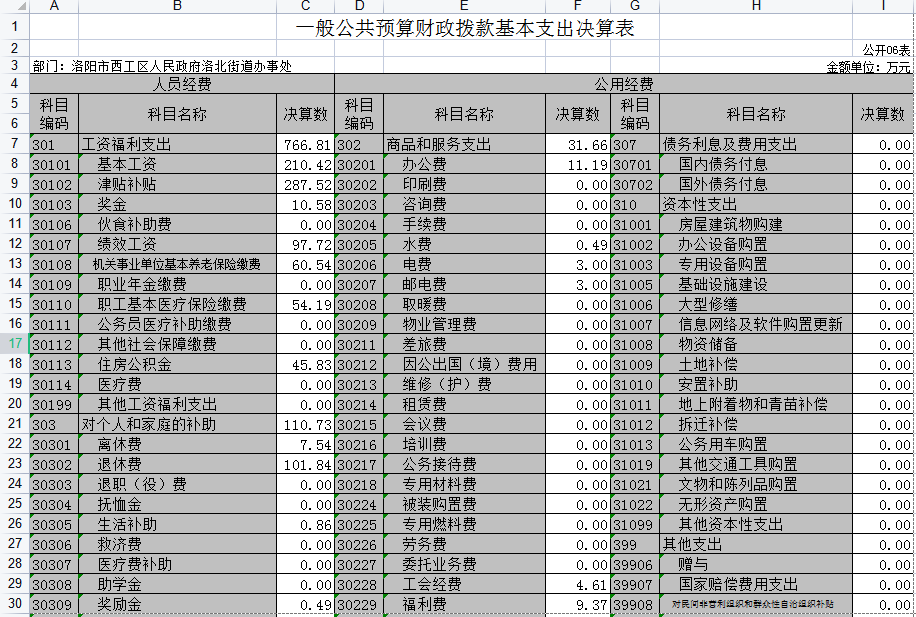 A B C D E F G H I
1 一般公共预算财政拨款基本支出决算表
2 公开06表
3 部门：洛阳市西工区人民政府洛北街道办事处 金额单位：万元
4 人员经费 公用经费
5 科目 科目名称 决算数 科目 科目名称 决算数 科目 科目名称 决算数
6 编码 编码 编码
7 301 工资福利支出 766.81 302 商品和服务支出 31.66 307 债务利息及费用支出 0.00
8 30101 基本工资 210.42 30201 办公费 11.19 30701 国内债务付息 0.00
9 30102 津贴补贴 287.52 30202 印刷费 0.00 30702 国外债务付息 0.00
10 30103 奖金 10.58 30203 咨询费 0.00 310 资本性支出 0.00
11 30106 伙食补助费 0.00 30204 手续费 0.00 31001 房屋建筑物购建 0.00
12 30107 绩效工资 97.72 30205 水费 0.49 31002 办公设备购置 0.00
13 30108 机关事业单位基本养老保险缴费 60.54 30206 电费 3.00 31003 专用设备购置 0.00
14 30109 职业年金缴费 0.00 30207 邮电费 3.00 31005 基础设施建设 0.00
15 30110 职工基本医疗保险缴费 54.19 30208 取暖费 0.00 31006 大型修缮 0.00
16 30111 公务员医疗补助缴费 0.00 30209 物业管理费 0.00 31007 信息网络及软件购置更新 0.00
17 30112 其他社会保障缴费 0.00 30211 差旅费 0.00 31008 物资储备 0.00
18 30113 住房公积金 45.83 30212 因公出国（境）费用 0.00 31009 土地补偿 0.00
19 30114 医疗费 0.00 30213 维修（护）费 0.00 31010 安置补助 0.00
20 30199 其他工资福利支出 0.00 30214 租赁费 0.00 31011 地上附着物和青苗补偿 0.00
21 303 对个人和家庭的补助 110.73 30215 会议费 0.00 31012 拆迁补偿 0.00
22 30301 离休费 7.54 30216 培训费 0.00 31013 公务用车购置 0.00
23 30302 退休费 101.84 30217 公务接待费 0.00 31019 其他交通工具购置 0.00
24 30303 退职（役）费 0.00 30218 专用材料费 0.00 31021 文物和陈列品购置 0.00
25 30304 抚恤金 0.00 30224 被装购置费 0.00 31022 无形资产购置 0.00
26 30305 生活补助 0.86 30225 专用燃料费 0.00 31099 其他资本性支出 0.00
27 30306 救济费 0.00 30226 劳务费 0.00 399 其他支出 0.00
28 30307 医疗费补助 0.00 30227 委托业务费 0.00 39906 赠与 0.00
29 30308 助学金 0.00 30228 工会经费 4.61 39907 国家赔偿费用支出 0.00
30 30309 奖励金 0.49 30229 福利费 9.37 39908 对民间非营利组织和群众性自治组织补贴 0.00